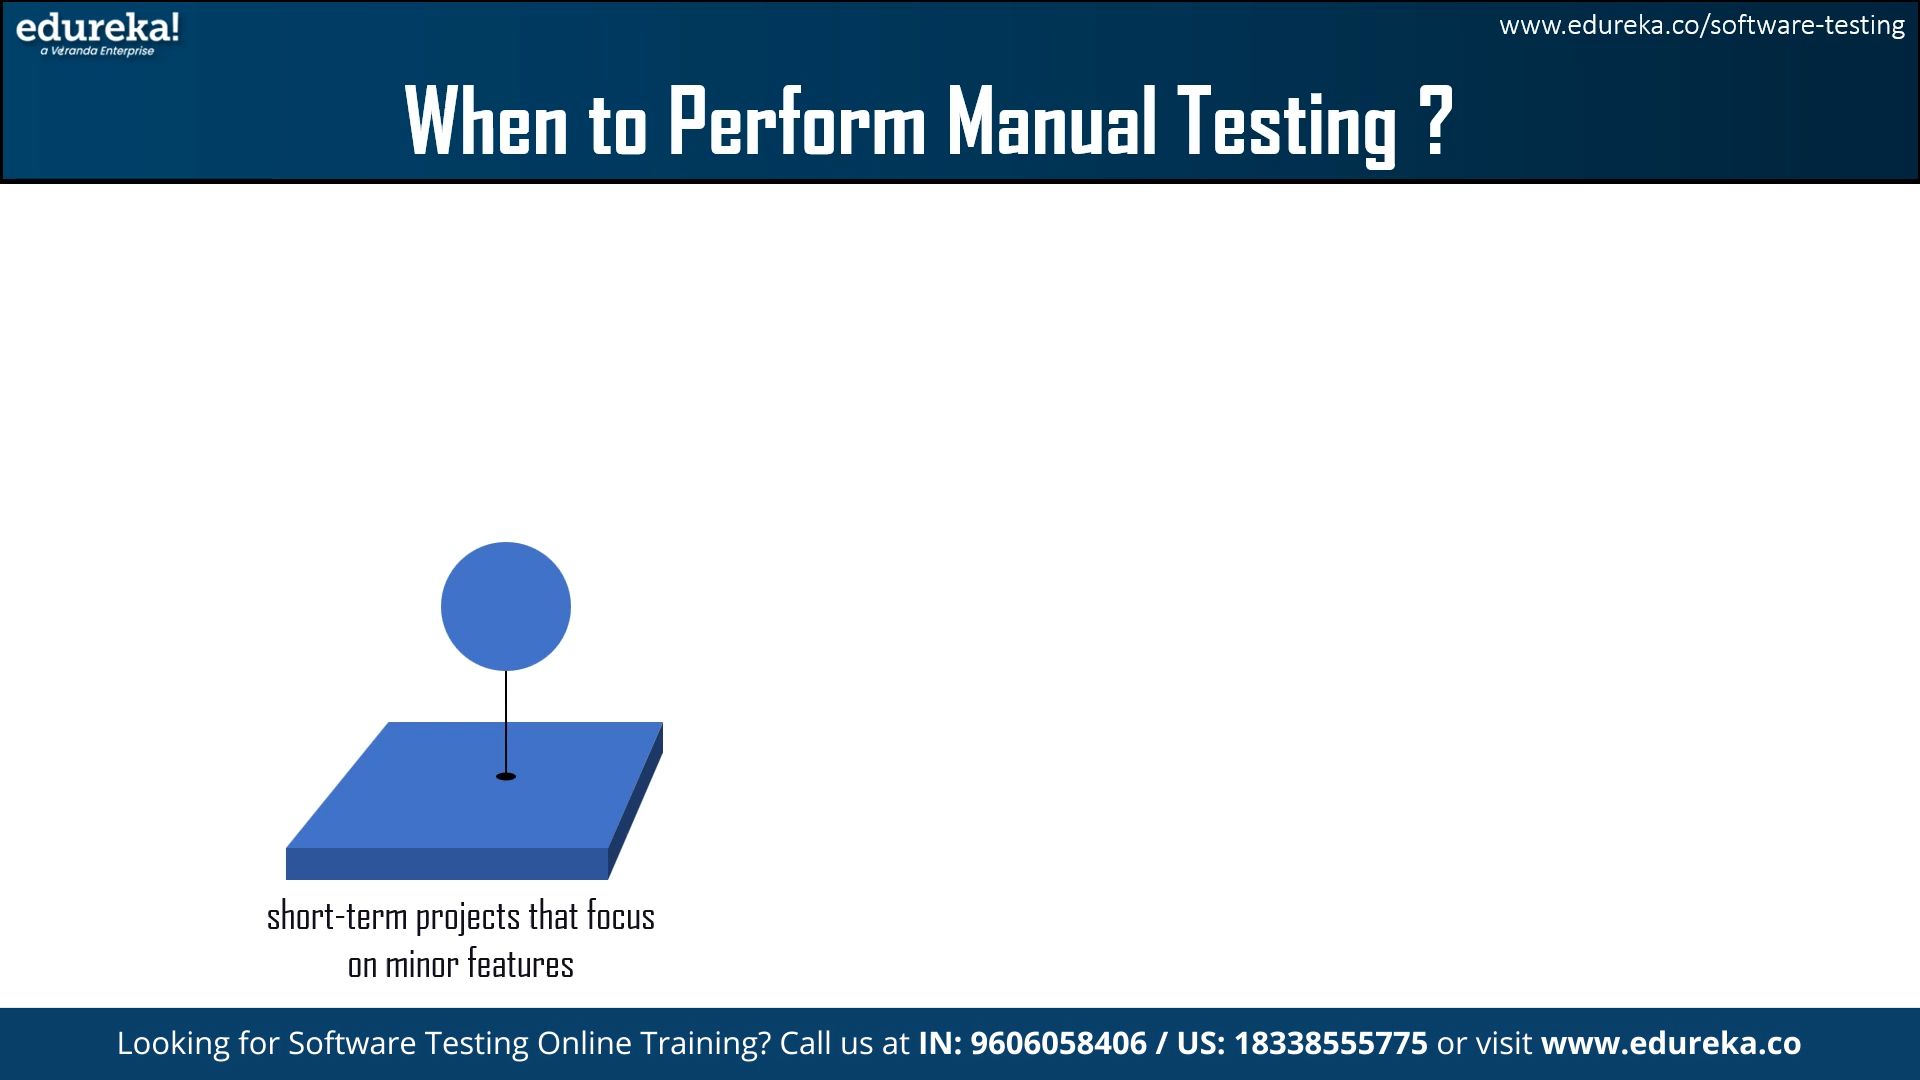 edureka!
a Veranda Enterprise
www.edureka.co/software-testing
When to Perform Manual Testing ?
short-term projects that focus
on minor features
Looking for Software Testing Online Training? Call us at IN: 9606058406 / US: 18338555775 or visit www.edureka.co